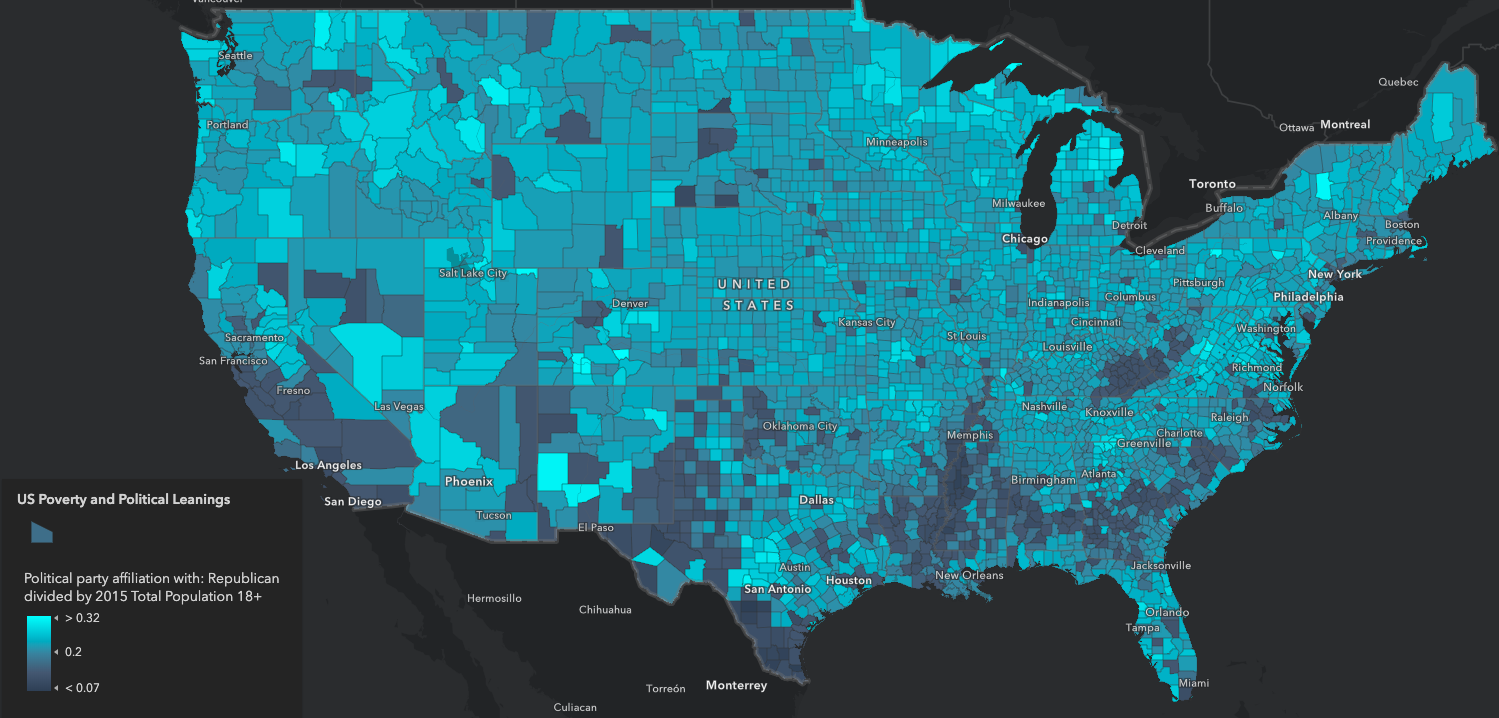 Vancouver
Seattle
Quebec
Portland
Ottawa
Montreal
Minneapolis
Toronto
Milwaukee
Buffalo
Albany
Detroit
Boston
Chicago
Providence
Cleveland
Salt Lake City
New York
UNITED
STATES
Pittsburgh
Denver
Indianapolis
Columbus
Philadelphia
Kansas City
Cincinnati
Washington
Sacramento
St Louis
Louisville
San Francisco
Richmond
Fresno
Norfolk
Las Vegas
Nashville
Knoxville
Raleigh
Oklahoma City
Memphis
Charlotte
Greenville
Los Angeles
Atlanta
Phoenix
Birmingham
San Diego
Dallas
Tucson
El Paso
Austin
Jacksonville
Houston
New Orleans
San Antonio
Hermosillo
Chihuahua
Orlando
Tampa
Miami
Torreón
Monterrey
Culiacan
US Poverty and Political Leanings
Political party affiliation with: Republican
divided by 2015 Total Population 18+
> 0.32
0.2
< 0.07